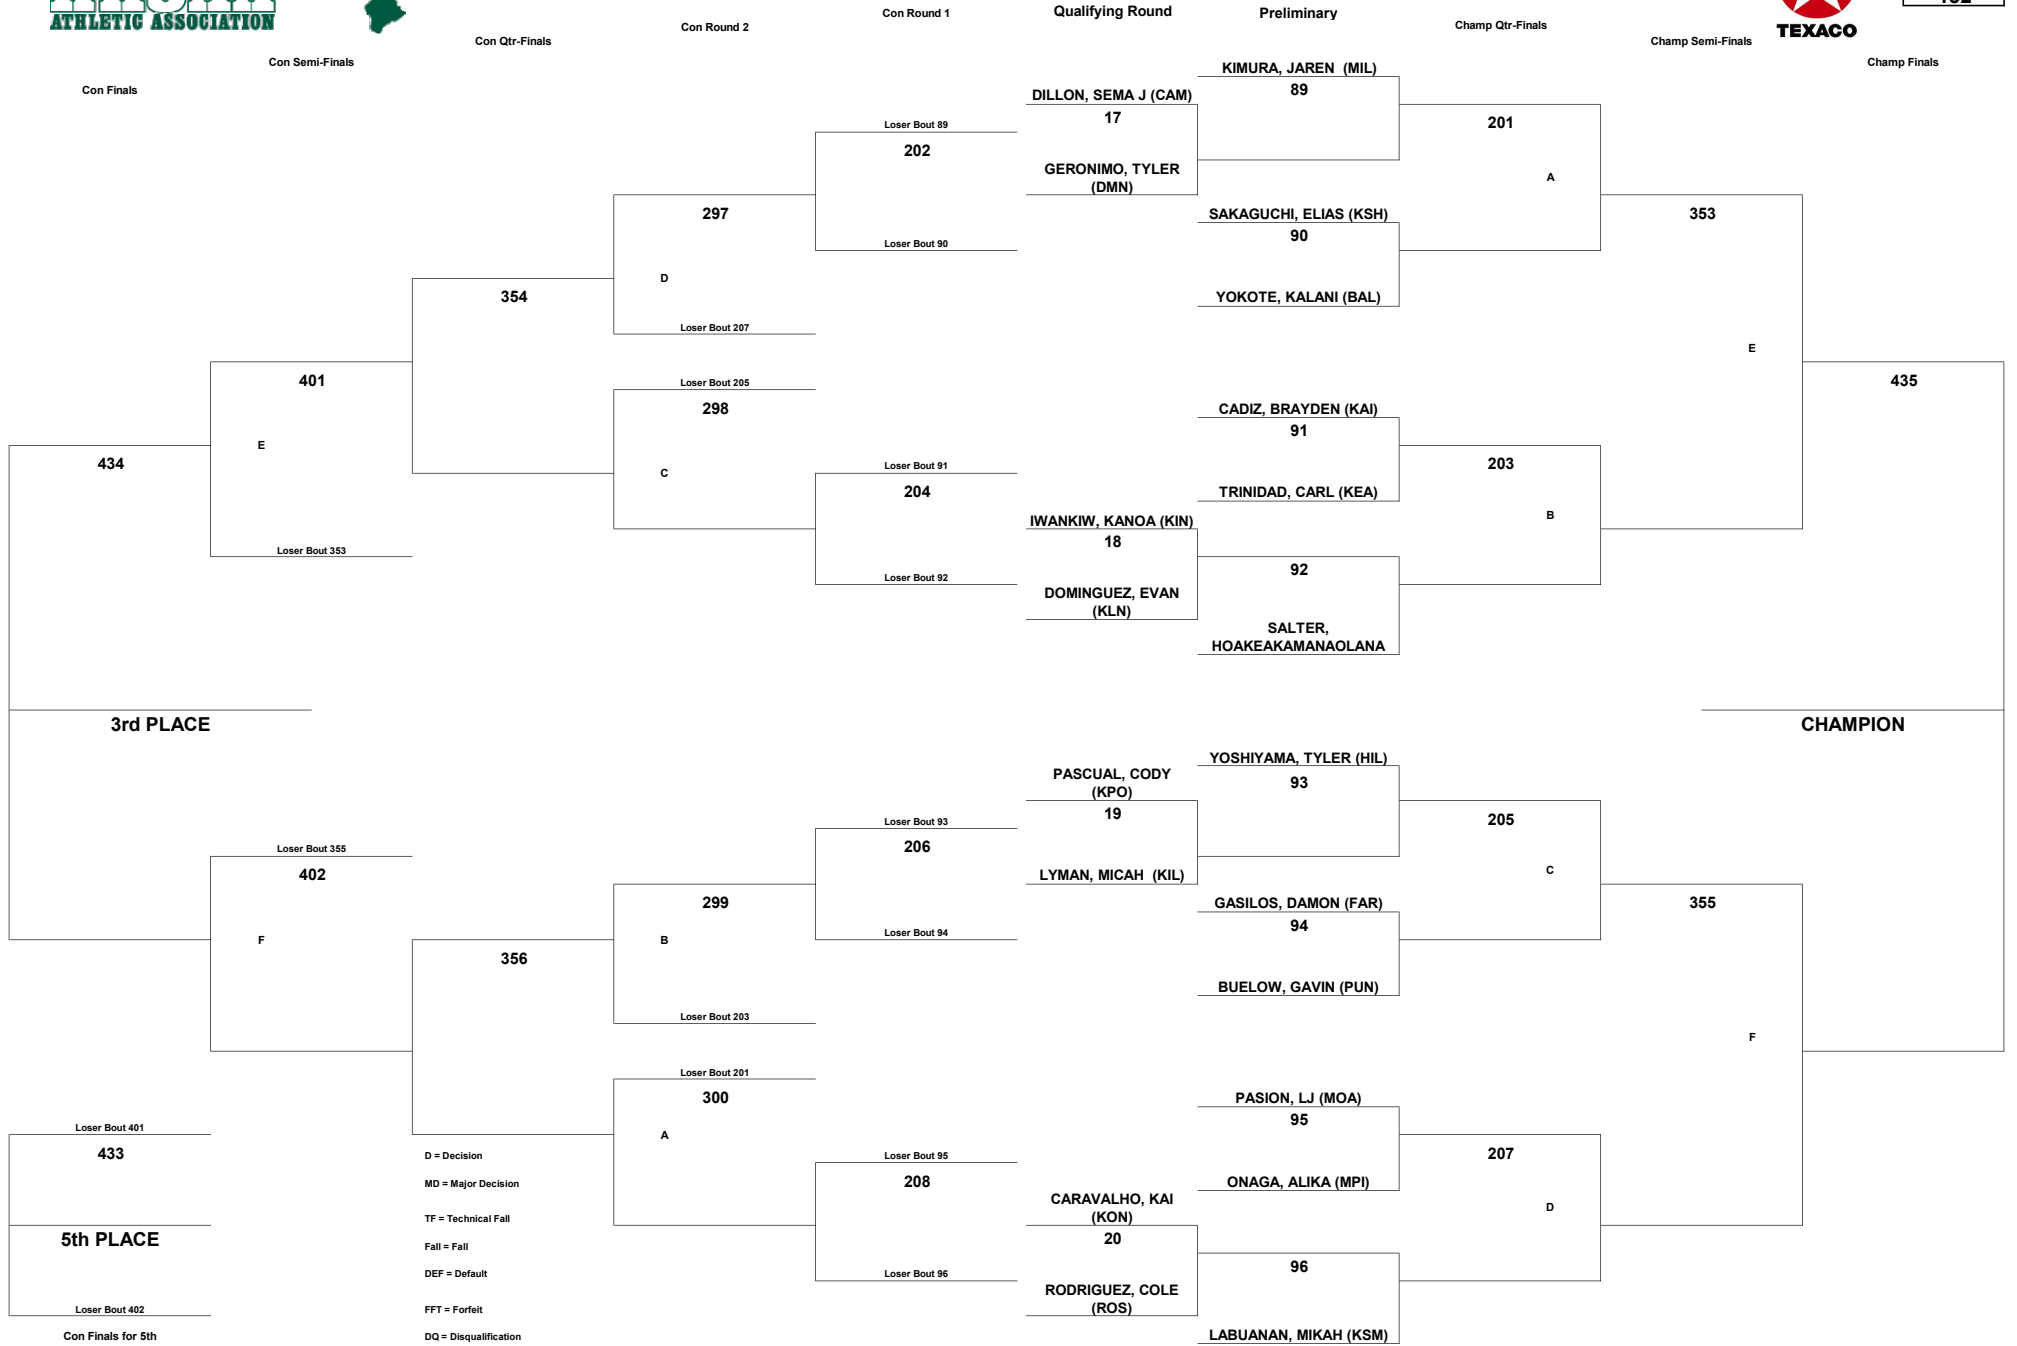 ATHLETIC ASSOCIATION
TEXACO
Con Finals
Con Semi-Finals
Con Qtr-Finals
Con Round 2
Con Round 1
Qualifying Round
Preliminary
Champ Qtr-Finals
Champ Semi-Finals
Champ Finals
KIMURA, JAREN (MIL)
89
DILLON, SEMA J (CAM)
17
GERONIMO, TYLER
(DMN)
201
A
Loser Bout 89
202
Loser Bout 90
SAKAGUCHI, ELIAS (KSH)
90
YOKOTE, KALANI (BAL)
297
D
Loser Bout 207
353
E
354
401
E
Loser Bout 353
Loser Bout 205
298
C
435
434
CADIZ, BRAYDEN (KAI)
91
TRINIDAD, CARL (KEA)
203
B
Loser Bout 91
204
Loser Bout 92
IWANKIW, KANOA (KIN)
18
DOMINGUEZ, EVAN
(KLN)
92
SALTER,
HOAKEAKAMANAOLANA
3rd PLACE
CHAMPION
YOSHIYAMA, TYLER (HIL)
93
PASCUAL, CODY
(KPO)
19
LYMAN, MICAH (KIL)
205
C
Loser Bout 93
206
Loser Bout 94
Loser Bout 355
402
F
299
B
Loser Bout 203
GASILOS, DAMON (FAR)
94
BUELOW, GAVIN (PUN)
355
F
356
Loser Bout 201
300
A
PASION, LJ (MOA)
95
ONAGA, ALIKA (MPI)
207
D
Loser Bout 95
208
Loser Bout 96
CARAVALHO, KAI
(KON)
20
RODRIGUEZ, COLE
(ROS)
96
LABUANAN, MIKAH (KSM)
Loser Bout 401
433
5th PLACE
Loser Bout 402
Con Finals for 5th
D = Decision
MD = Major Decision
TF = Technical Fall
Fall = Fall
DEF = Default
FFT = Forfeit
DQ = Disqualification